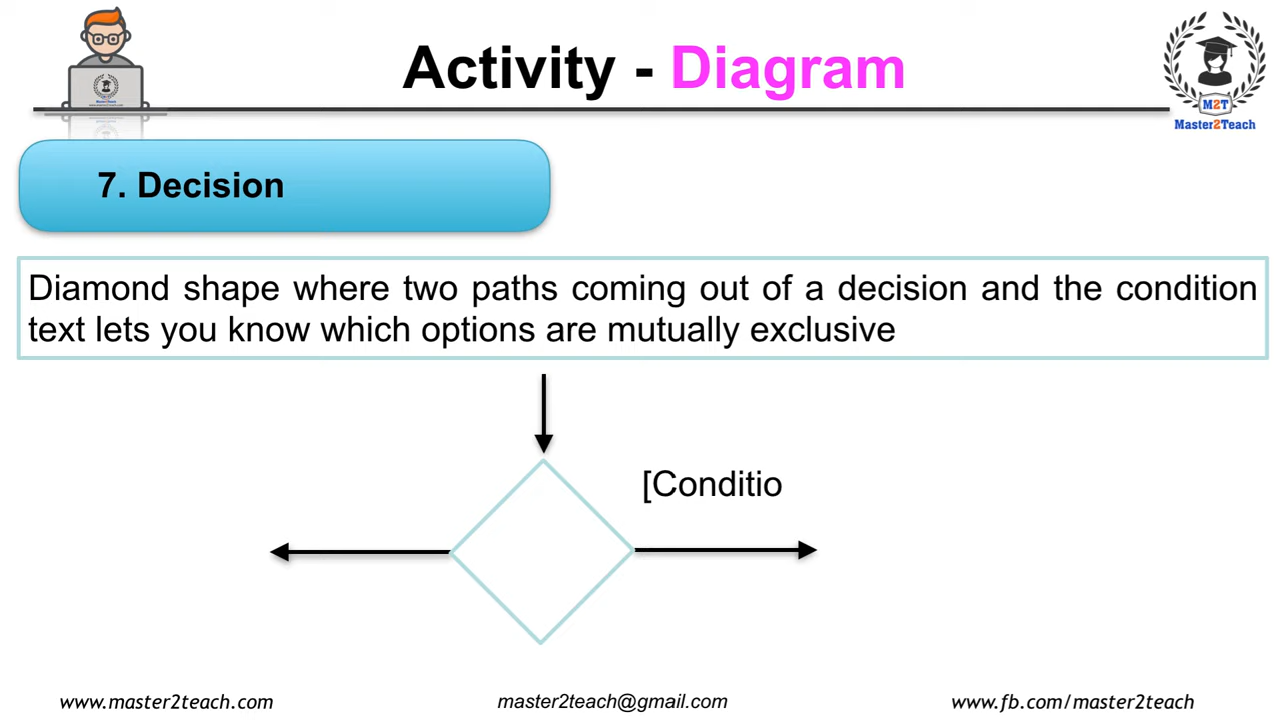 Activity - Diagram
M2T
Master2Teach
7. Decision
Diamond shape where two paths coming out of a decision and the condition
text lets you know which options are mutually exclusive
[Conditio
www.master2teach.com
master2teach@gmail.com
www.fb.com/master2teach